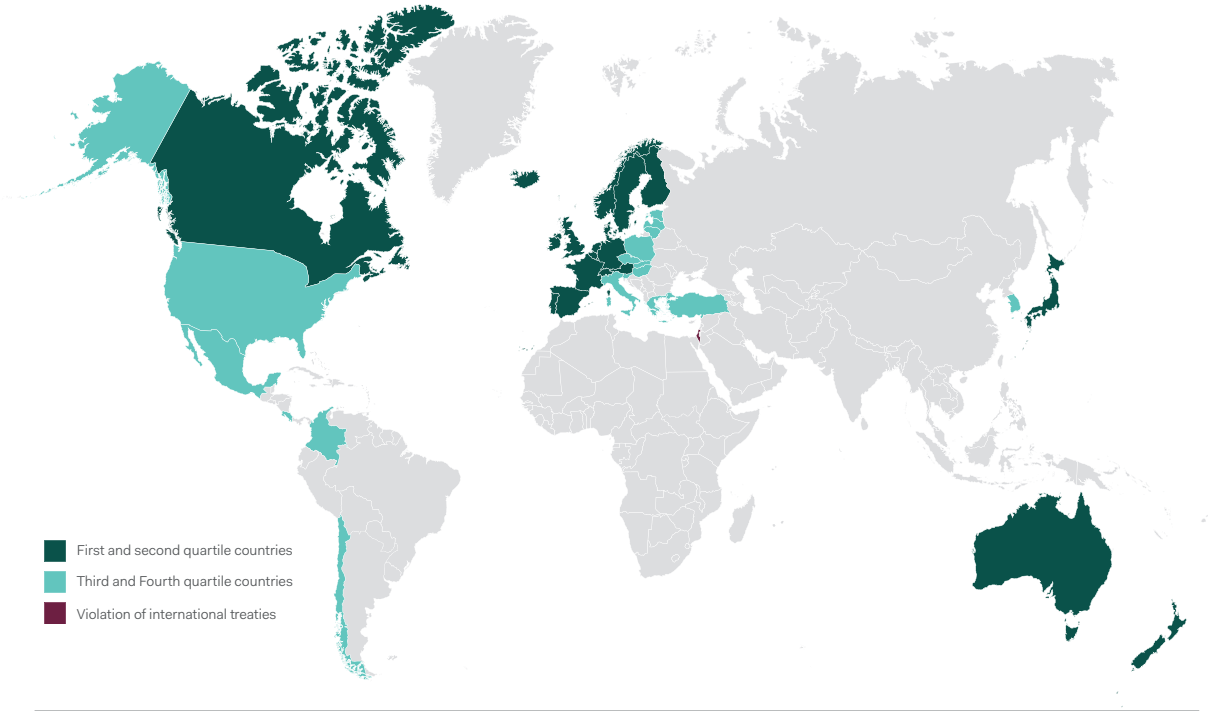 First and second quartile countries
Third and Fourth quartile countries
Violation of international treaties